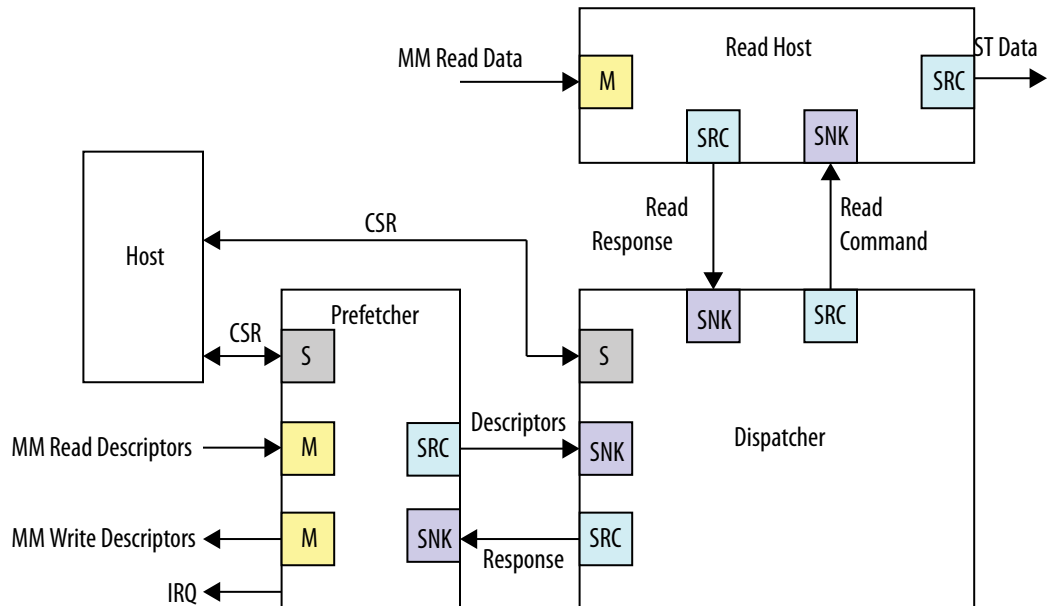 Read Host
ST Data
MM Read Data
M
SRC
SRC
SNK
Read
Response
Read
Command
CSR
Host
Prefetcher
SNK
SRC
CSR
S
S
Descriptors
MM Read Descriptors
M
SRC
SNK
Dispatcher
MM Write Descriptors
M
SNK
Response
SRC
IRQ